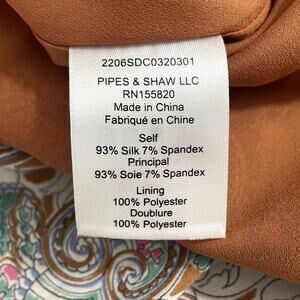 2206SDC0320301
PIPES & SHAW LLC
RN155820
Made in China
Fabriqué en Chine
Self
93% Silk 7% Spandex
Principal
93% Soie 7% Spandex
Lining
100% Polyester
Doublure
100% Polyester